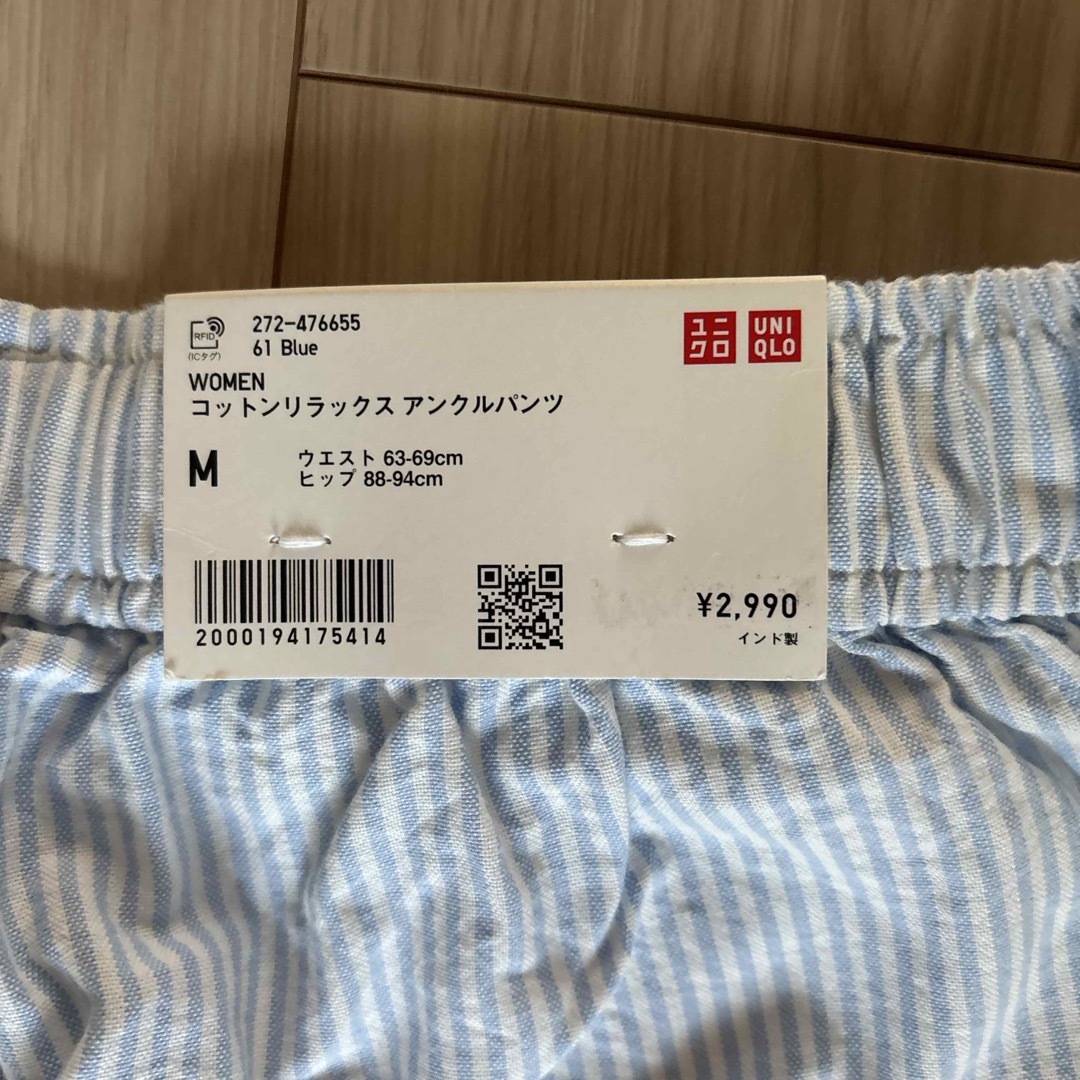 RFID
(ICタグ)
272-476655
61 Blue
ユニ
クロ
UNI
QLO
WOMEN
コットンリラックス アンクルパンツ
M
ウエスト 63-69cm
ヒップ 88-94cm
2000194175414
¥2,990
インド製